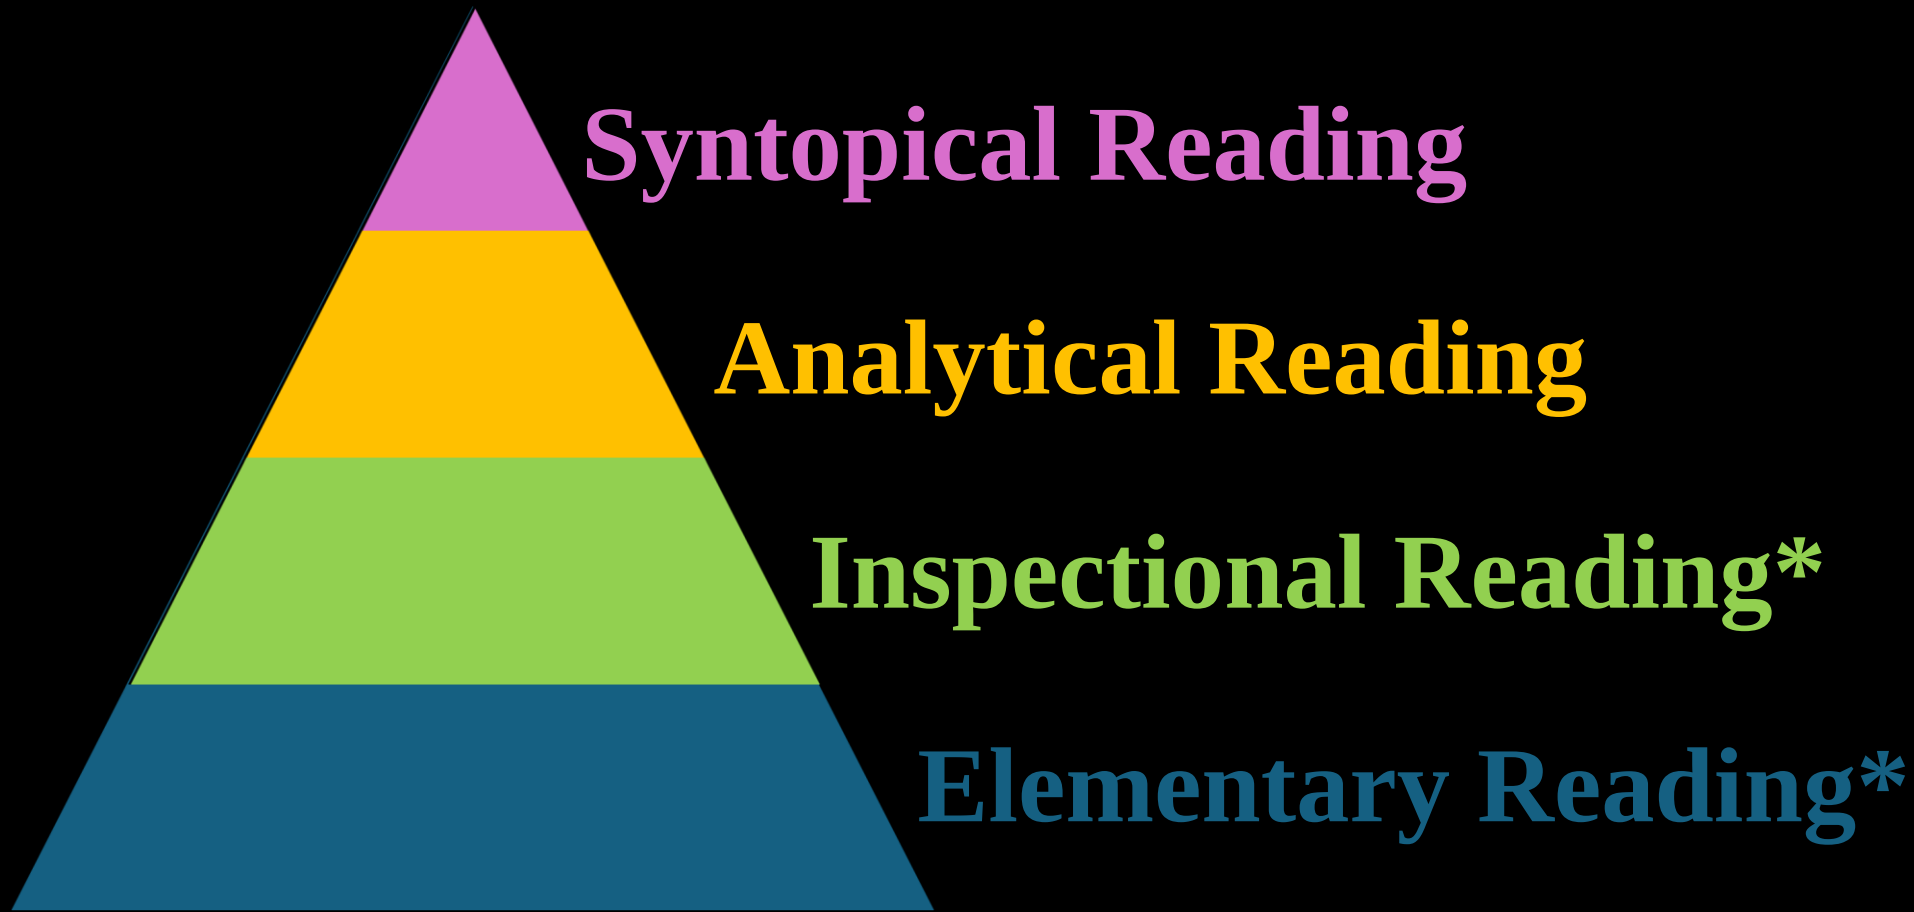 Syntopical Reading
Analytical Reading
Inspectional Reading*
Elementary Reading*